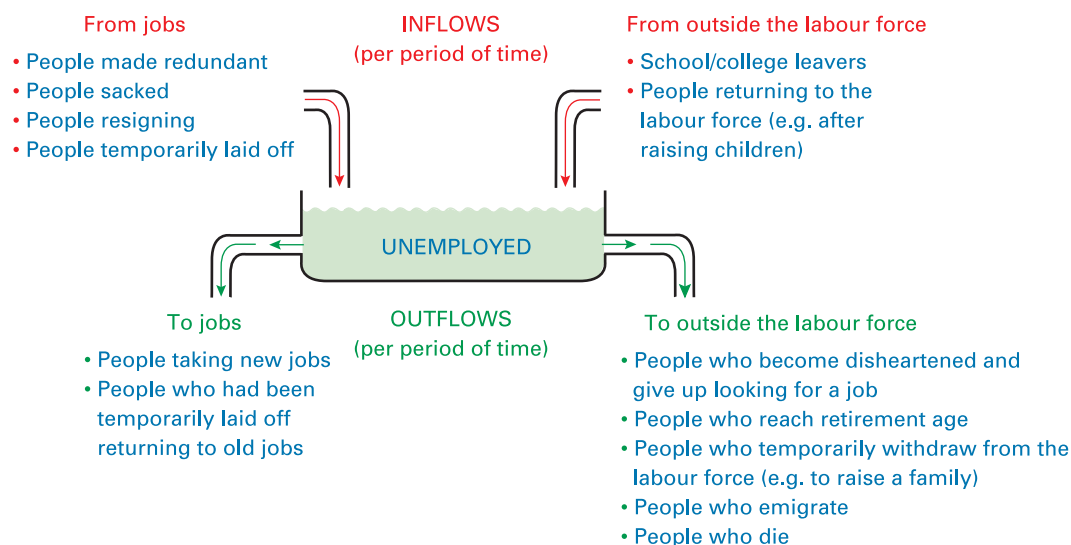 From jobs
• People made redundant
• People sacked
• People resigning
• People temporarily laid off
INFLOWS
(per period of time)
From outside the labour force
• School/college leavers
• People returning to the
labour force (e.g. after
raising children)
UNEMPLOYED
To jobs
• People taking new jobs
• People who had been
temporarily laid off
returning to old jobs
OUTFLOWS
(per period of time)
To outside the labour force
• People who become disheartened and
give up looking for a job
• People who reach retirement age
• People who temporarily withdraw from the
labour force (e.g. to raise a family)
• People who emigrate
• People who die